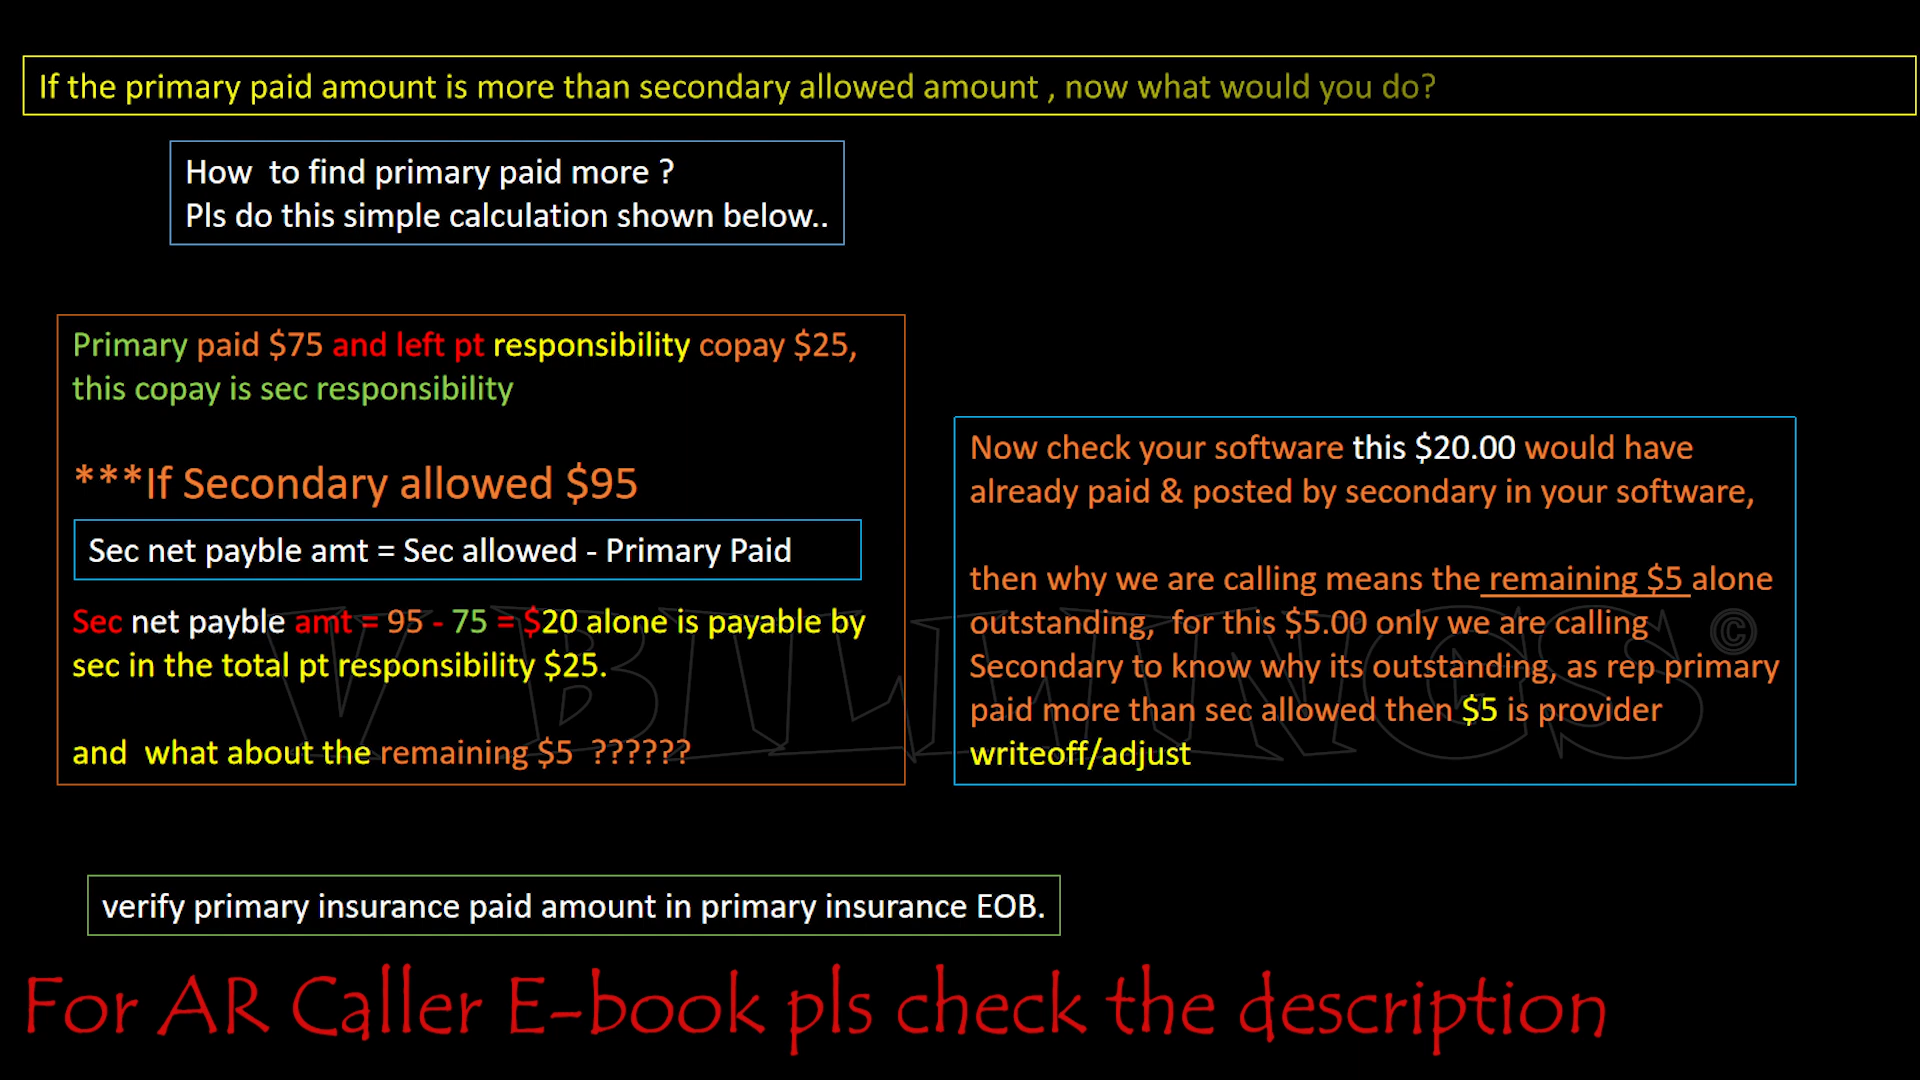 If the primary paid amount is more than secondary allowed amount , now what would you do?
How to find primary paid more ?
Pls do this simple calculation shown below..
Primary paid $75 and left pt responsibility copay $25,
this copay is sec responsibility
***If Secondary allowed $95
Sec net payble amt = Sec allowed - Primary Paid
Sec net payble amt = 95 - 75 = $20 alone is payable by
sec in the total pt responsibility $25.
and what about the remaining $5 ??????
Now check your software this $20.00 would have
already paid & posted by secondary in your software,
then why we are calling means the remaining $5 alone
outstanding, for this $5.00 only we are calling
Secondary to know why its outstanding, as rep primary
paid more than sec allowed then $5 is provider
writeoff/adjust
V BILLINGS ©
verify primary insurance paid amount in primary insurance EOB.
For AR Caller E-book pls check the description